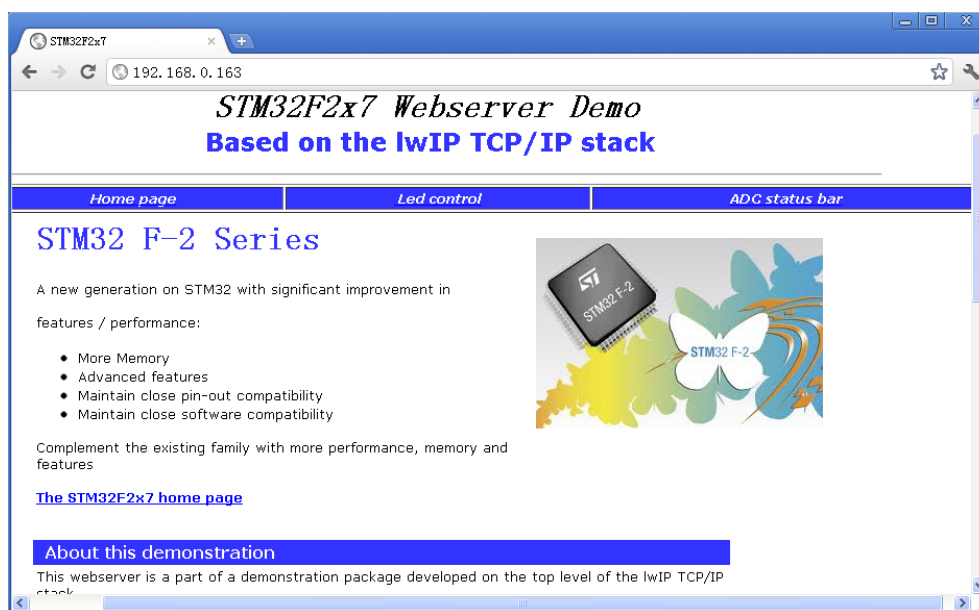 STM32F2x7
192.168.0.163
STM32F2x7 Webserver Demo
Based on the lwIP TCP/IP stack
Home page
Led control
ADC status bar
STM32 F-2 Series
A new generation on STM32 with significant improvement in
features / performance:
More Memory
Advanced features
Maintain close pin-out compatibility
Maintain close software compatibility
Complement the existing family with more performance, memory and
features
The STM32F2x7 home page
STM32 F-2
STM32 F-2
About this demonstration
This webserver is a part of a demonstration package developed on the top level of the lwIP TCP/IP
stack